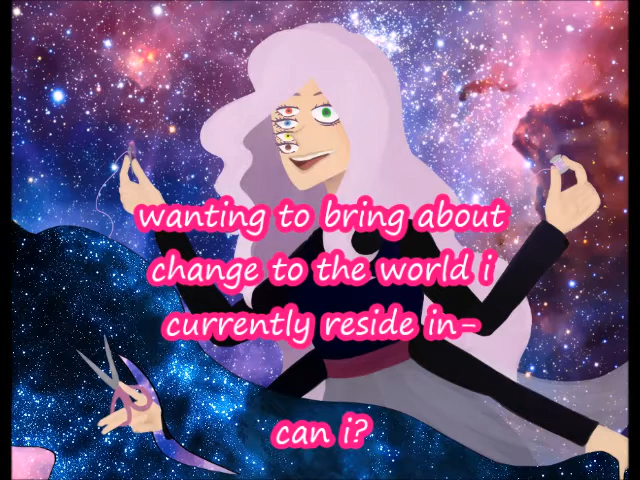 wanting to bring about
change to the world i
currently reside in-
can i?